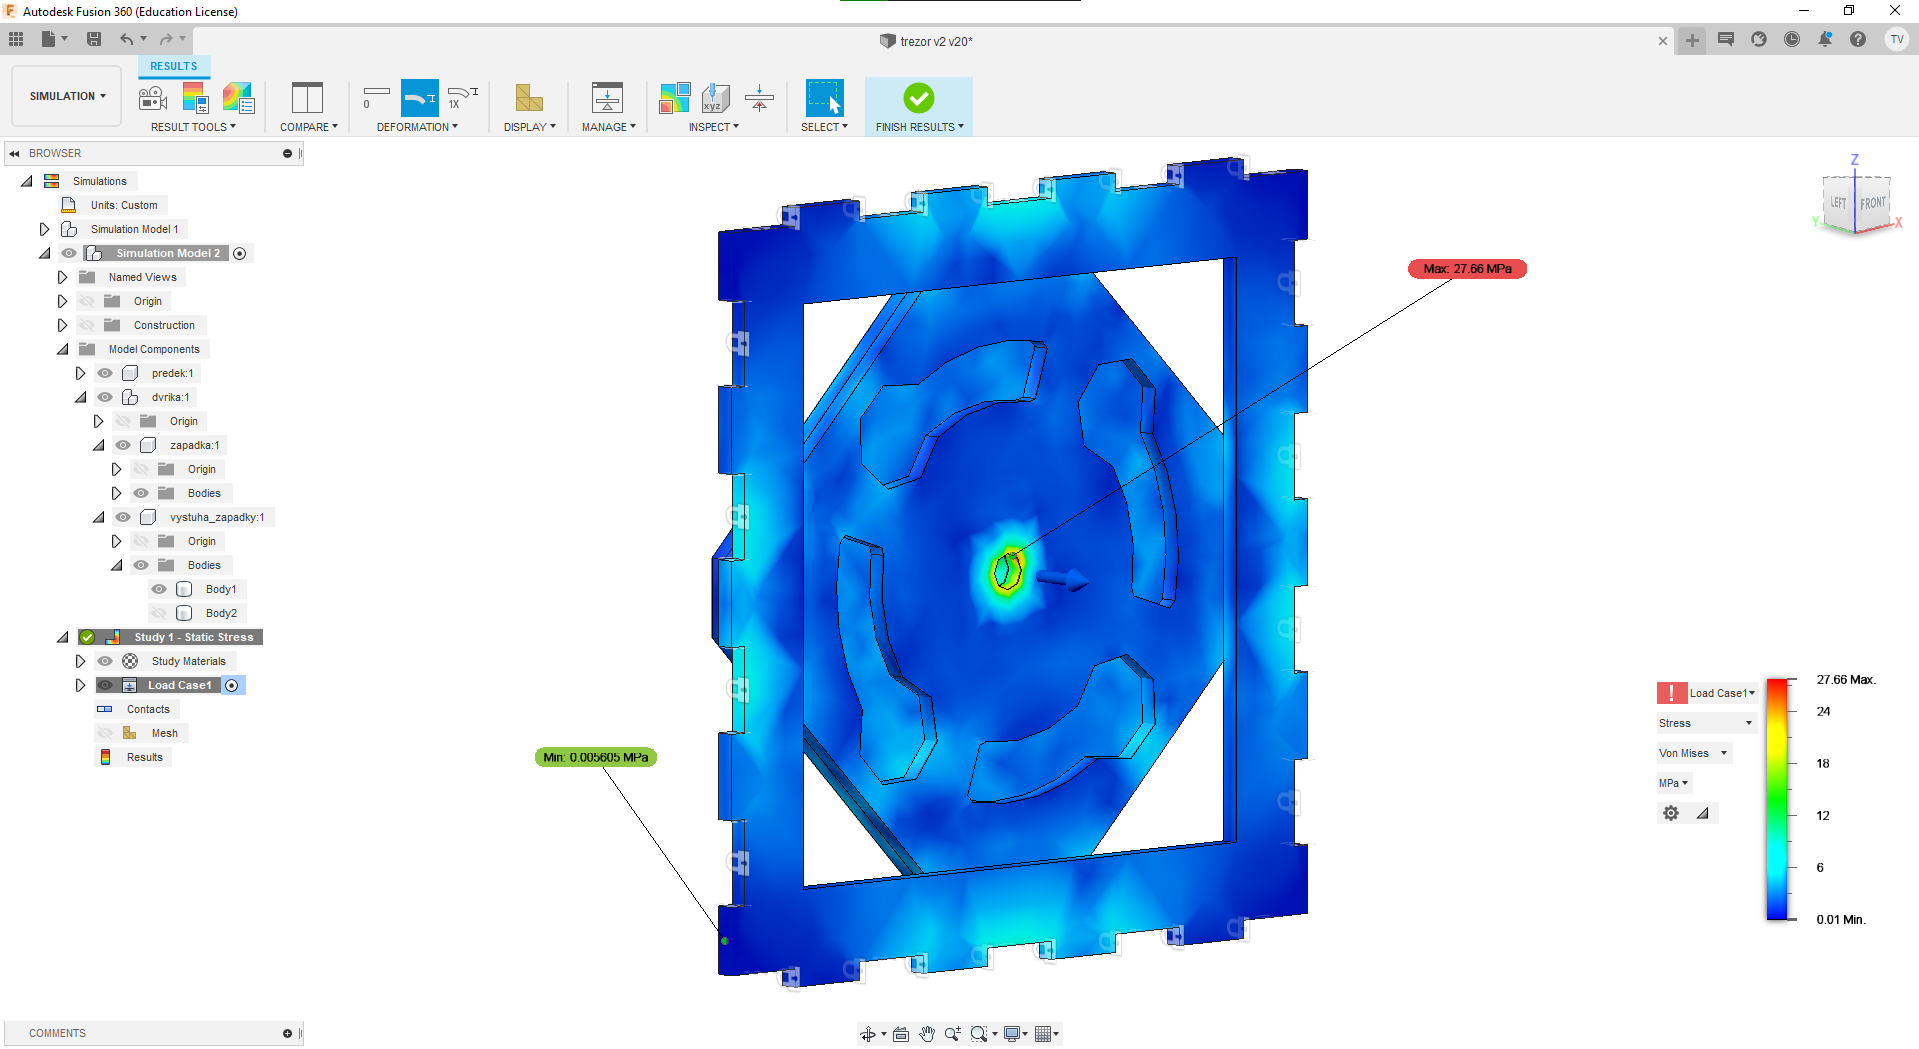 Autodesk Fusion 360 (Education License)
trezor v2 v20*
TV
RESULTS
SIMULATION
0
1X
xyz
RESULT TOOLS
COMPARE
DEFORMATION
DISPLAY
MANAGE
INSPECT
SELECT
FINISH RESULTS
BROWSER
Simulations
Units: Custom
Simulation Model 1
Simulation Model 2
Named Views
Origin
Construction
Model Components
predek:1
dvrika:1
Origin
zapadka:1
Origin
Bodies
vystuha_zapadky:1
Origin
Bodies
Body1
Body2
Study 1 - Static Stress
Study Materials
Load Case1
Contacts
Mesh
Results
Z
LEFT
FRONT
Y
X
Max: 27.66 MPa
Min: 0.005605 MPa
Load Case1
Stress
Von Mises
MPa
27.66 Max.
24
18
12
6
0.01 Min.
COMMENTS